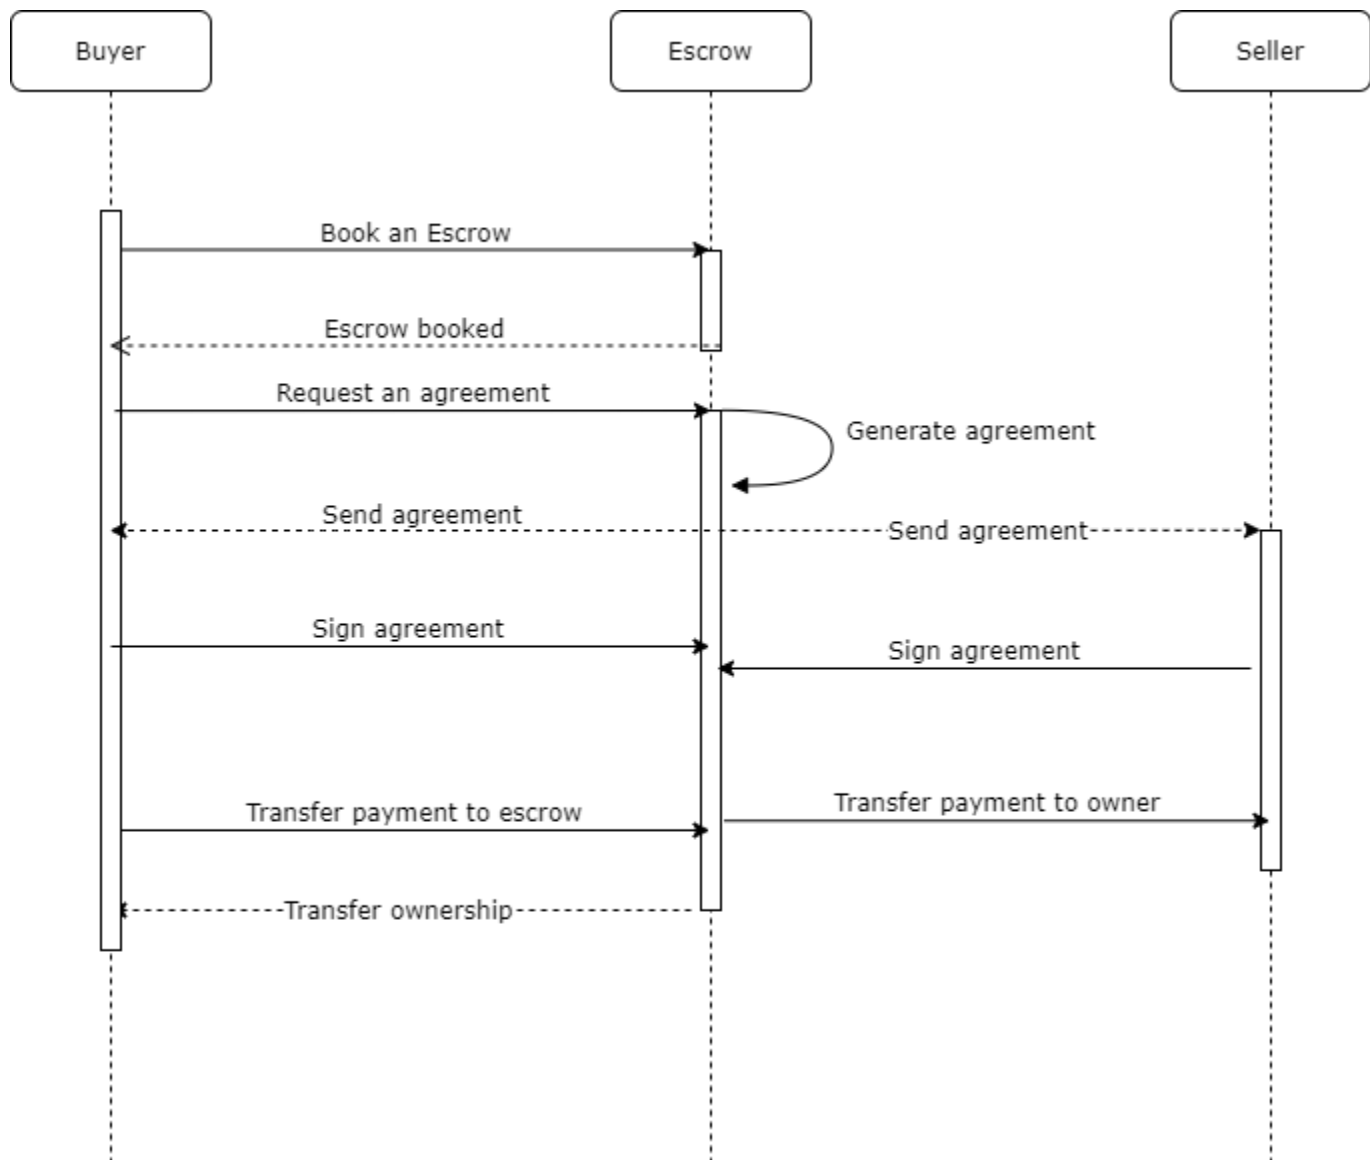 Buyer
Escrow
Seller
Book an Escrow
Escrow booked
Request an agreement
Generate agreement
Send agreement
Send agreement
Sign agreement
Sign agreement
Transfer payment to owner
Transfer payment to escrow
Transfer ownership